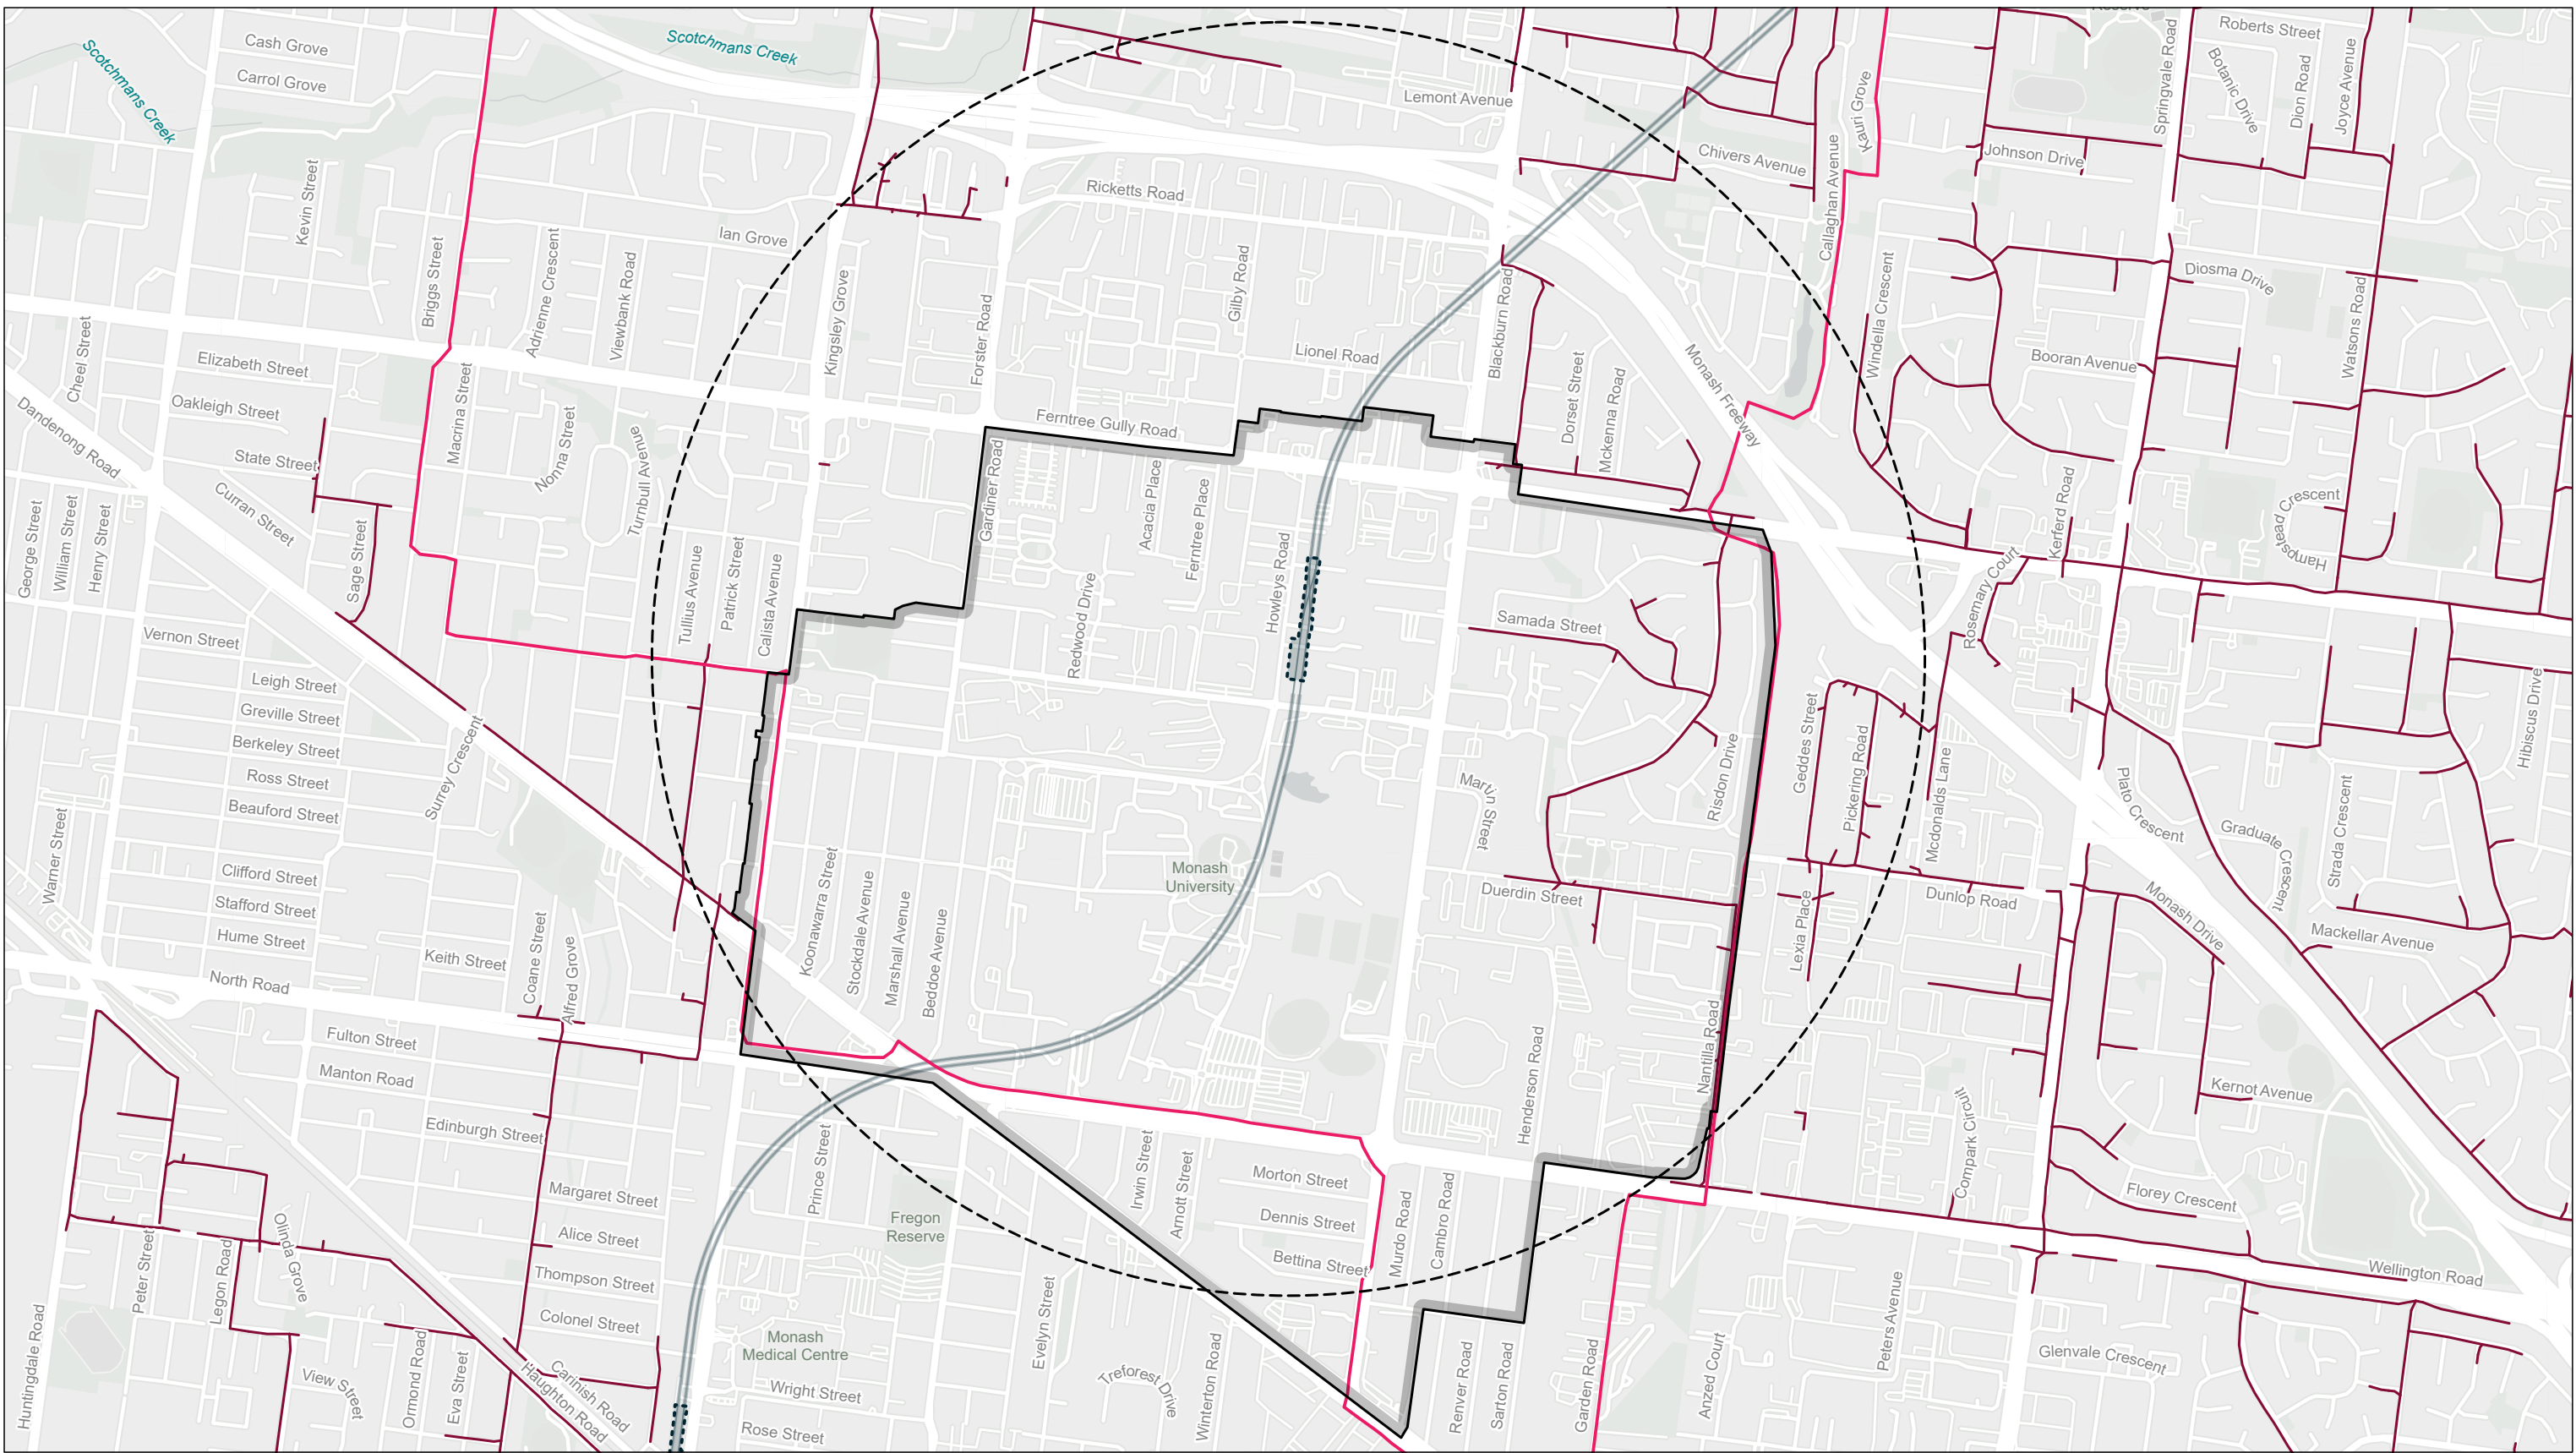 Cash Grove
Carrol Grove
Scotchmans Creek
Scotchmans Creek
Lemont Avenue
Roberts Street
Springvale Road
Botanic Drive
Dion Road
Joyce Avenue
Kauri Grove
Chivers Avenue
Callaghan Avenue
Johnson Drive
Ricketts Road
Kevin Street
Ian Grove
Briggs Street
Adrienne Crescent
Viewbank Road
Kingsley Grove
Forster Road
Gilby Road
Lionel Road
Blackburn Road
Windella Crescent
Diosma Drive
Watsons Road
Booran Avenue
Cheel Street
Elizabeth Street
Oakleigh Street
Macrina Street
Dandenong Road
State Street
Nonna Street
Turnbull Avenue
Ferntree Gully Road
Gardiner Road
Dorset Street
Mckenna Road
Monash Freeway
Acacia Place
Ferntree Place
Howleys Road
Redwood Drive
Kerferd Road
Hampstead Crescent
Rosemary Court
George Street
William Street
Henry Street
Curran Street
Sage Street
Tullius Avenue
Patrick Street
Calista Avenue
Samada Street
Vernon Street
Leigh Street
Greville Street
Berkeley Street
Ross Street
Beauford Street
Surrey Crescent
Geddes Street
Pickering Road
Mcdonalds Lane
Risdon Drive
Martin Street
Hibiscus Drive
Plato Crescent
Graduate Crescent
Strada Crescent
Warner Street
Clifford Street
Stafford Street
Hume Street
Keith Street
Coane Street
Alfred Grove
Koonawarra Street
Stockdale Avenue
Marshall Avenue
Beddoe Avenue
Monash
University
Duerdin Street
Lexia Place
Dunlop Road
Monash Drive
Mackellar Avenue
North Road
Fulton Street
Manton Road
Edinburgh Street
Nantilla Road
Henderson Road
Compark Circuit
Kernot Avenue
Margaret Street
Alice Street
Thompson Street
Colonel Street
Prince Street
Fregon
Reserve
Irwin Street
Arnott Street
Morton Street
Dennis Street
Bettina Street
Murdo Road
Cambro Road
Florey Crescent
Wellington Road
Peter Street
Legon Road
Olinda Grove
Huntingdale Road
View Street
Ormond Road
Eva Street
Haughton Road
Carinish Road
Monash
Medical Centre
Wright Street
Rose Street
Evelyn Street
Treforest Drive
Winterton Road
Renver Road
Sarton Road
Garden Road
Anzed Court
Peters Avenue
Glenvale Crescent